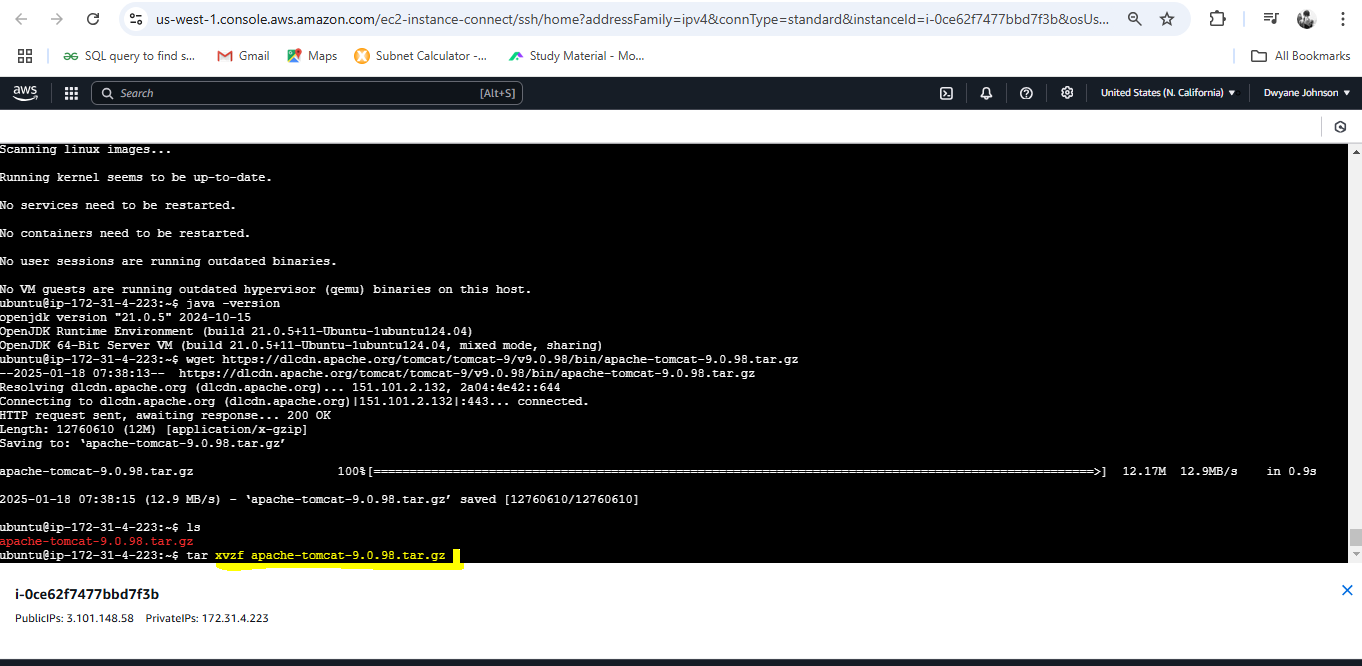 us-west-1.console.aws.amazon.com/ec2-instance-connect/ssh/home?addressFamily=ipv4&connType=standard&instanceId=i-0ce62f7477bbd7f3b&osUs...
SQL query to find s...
Gmail
Maps
Subnet Calculator -...
Study Material - Mo...
All Bookmarks
aws
Search
[Alt+S]
United States (N. California)
Dwyane Johnson
Scanning linux images...
Running kernel seems to be up-to-date.
No services need to be restarted.
No containers need to be restarted.
No user sessions are running outdated binaries.
No VM guests are running outdated hypervisor (qemu) binaries on this host.
ubuntu@ip-172-31-4-223:~$ java -version
openjdk version "21.0.5" 2024-10-15
OpenJDK Runtime Environment (build 21.0.5+11-Ubuntu-1ubuntu124.04)
OpenJDK 64-Bit Server VM (build 21.0.5+11-Ubuntu-1ubuntu124.04, mixed mode, sharing)
ubuntu@ip-172-31-4-223:~$ wget https://dlcdn.apache.org/tomcat/tomcat-9/v9.0.98/bin/apache-tomcat-9.0.98.tar.gz
--2025-01-18 07:38:13--  https://dlcdn.apache.org/tomcat/tomcat-9/v9.0.98/bin/apache-tomcat-9.0.98.tar.gz
Resolving dlcdn.apache.org (dlcdn.apache.org)... 151.101.2.132, 2a04:4e42::644
Connecting to dlcdn.apache.org (dlcdn.apache.org)|151.101.2.132|:443... connected.
HTTP request sent, awaiting response... 200 OK
Length: 12760610 (12M) [application/x-gzip]
Saving to: ‘apache-tomcat-9.0.98.tar.gz’
apache-tomcat-9.0.98.tar.gz 100%[===================================================================================================>] 12.17M 12.9MB/s in 0.9s
2025-01-18 07:38:15 (12.9 MB/s) - ‘apache-tomcat-9.0.98.tar.gz’ saved [12760610/12760610]
ubuntu@ip-172-31-4-223:~$ ls
apache-tomcat-9.0.98.tar.gz
ubuntu@ip-172-31-4-223:~$ tar xvzf apache-tomcat-9.0.98.tar.gz
i-0ce62f7477bbd7f3b
PublicIPs: 3.101.148.58 PrivateIPs: 172.31.4.223